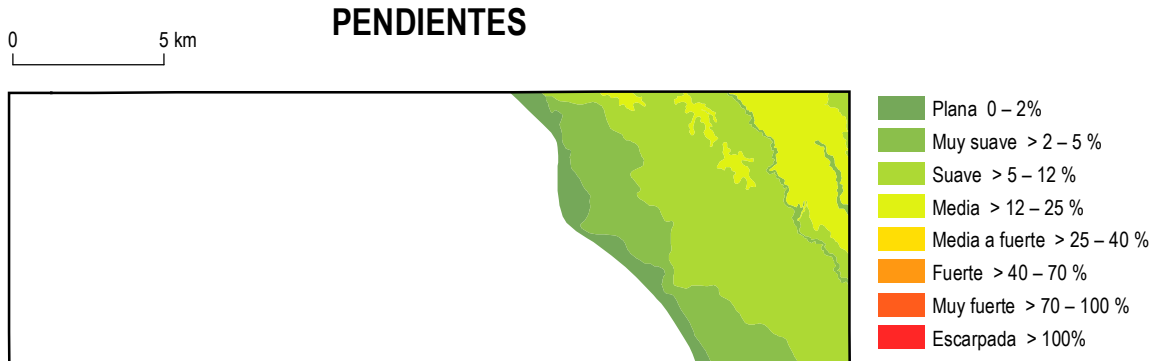 PENDIENTES
0 5 km
Plana 0 – 2%
Muy suave > 2 – 5 %
Suave > 5 – 12 %
Media > 12 – 25 %
Media a fuerte > 25 – 40 %
Fuerte > 40 – 70 %
Muy fuerte > 70 – 100 %
Escarpada > 100%